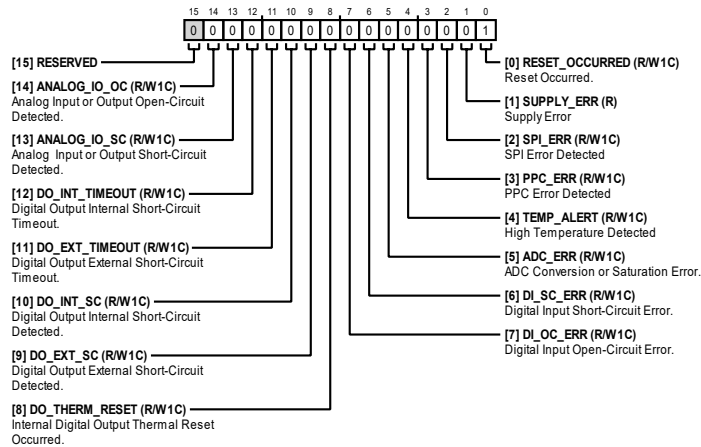 15 14 13 12 11 10 9 8 7 6 5 4 3 2 1 0
0 0 0 0 0 0 0 0 0 0 0 0 0 0 0 1
[15] RESERVED
[14] ANALOG_IO_OC (R/W1C)
Analog Input or Output Open-Circuit
Detected.
[13] ANALOG_IO_SC (R/W1C)
Analog Input or Output Short-Circuit
Detected.
[12] DO_INT_TIMEOUT (R/W1C)
Digital Output Internal Short-Circuit
Timeout.
[11] DO_EXT_TIMEOUT (R/W1C)
Digital Output External Short-Circuit
Timeout.
[10] DO_INT_SC (R/W1C)
Digital Output Internal Short-Circuit
Detected.
[9] DO_EXT_SC (R/W1C)
Digital Output External Short-Circuit
Detected.
[8] DO_THERM_RESET (R/W1C)
Internal Digital Output Thermal Reset
Occurred.
[0] RESET_OCCURRED (R/W1C)
Reset Occurred.
[1] SUPPLY_ERR (R)
Supply Error
[2] SPI_ERR (R/W1C)
SPI Error Detected
[3] PPC_ERR (R/W1C)
PPC Error Detected
[4] TEMP_ALERT (R/W1C)
High Temperature Detected
[5] ADC_ERR (R/W1C)
ADC Conversion or Saturation Error.
[6] DI_SC_ERR (R/W1C)
Digital Input Short-Circuit Error.
[7] DI_OC_ERR (R/W1C)
Digital Input Open-Circuit Error.